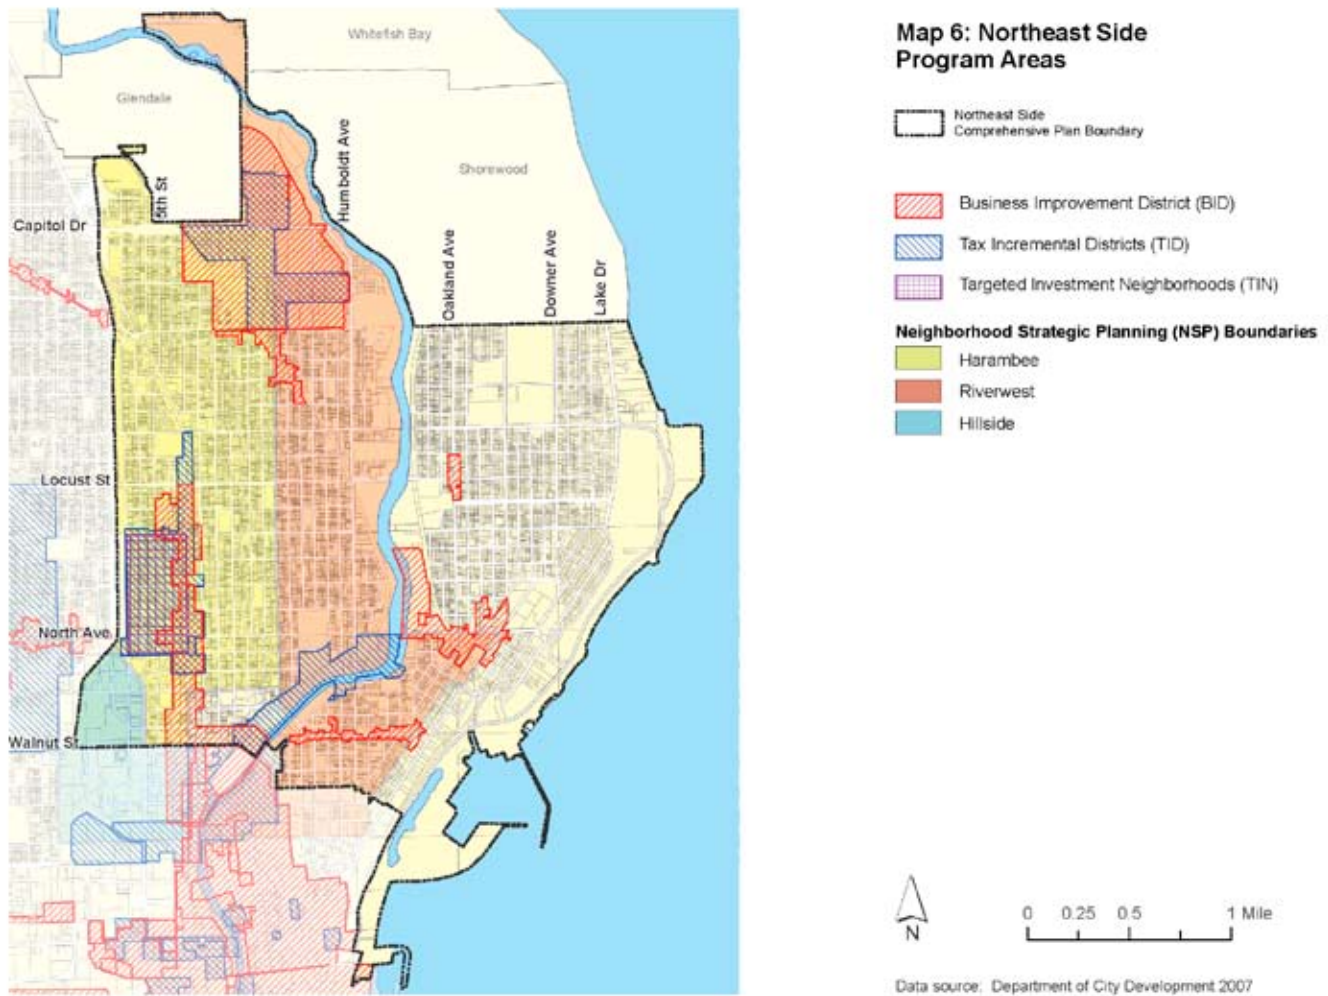 Map 6: Northeast Side
Program Areas
Northeast Side
Comprehensive Plan Boundary
Business Improvement District (BID)
Tax Incremental Districts (TID)
Targeted Investment Neighborhoods (TIN)
Neighborhood Strategic Planning (NSP) Boundaries
Harambee
Riverwest
Hillside
Whitefish Bay
Glendale
Shorewood
5th St
Humboldt Ave
Capitol Dr
Oakland Ave
Downer Ave
Lake Dr
Locust St
North Ave
Walnut St
N
0 0.25 0.5 1 Mile
Data source: Department of City Development 2007